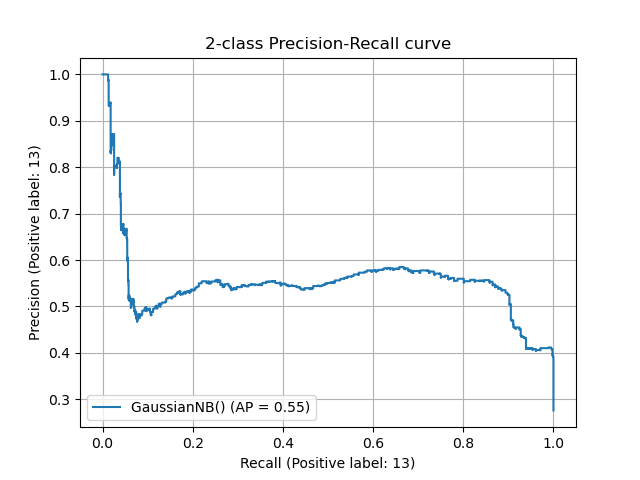 2-class Precision-Recall curve
1.0
0.9
0.8
0.7
0.6
0.5
0.4
0.3
Precision (Positive label: 13)
GaussianNB() (AP = 0.55)
0.0 0.2 0.4 0.6 0.8 1.0
Recall (Positive label: 13)